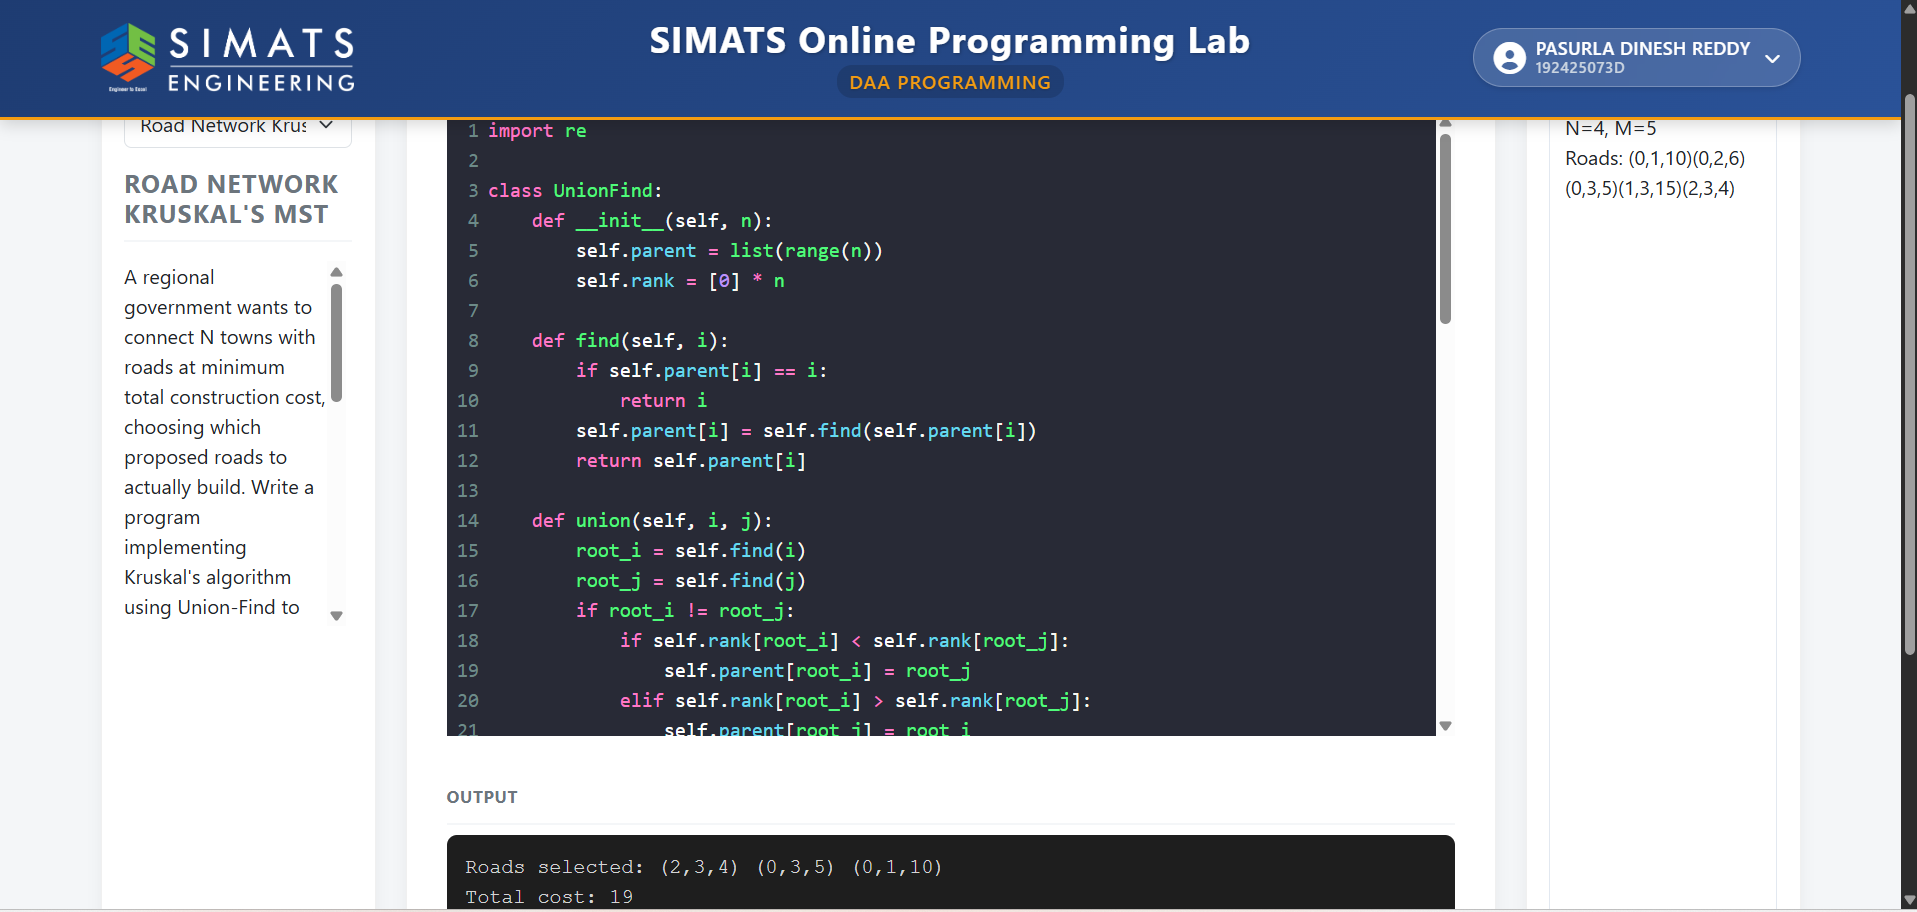 SIMATS
ENGINEERING
Engineer to Excel
SIMATS Online Programming Lab
DAA PROGRAMMING
PASURLA DINESH REDDY
192425073D
Road Network Krus
ROAD NETWORK
KRUSKAL'S MST
A regional
government wants to
connect N towns with
roads at minimum
total construction cost,
choosing which
proposed roads to
actually build. Write a
program
implementing
Kruskal's algorithm
using Union-Find to
1 import re
2
3 class UnionFind:
4     def __init__(self, n):
5         self.parent = list(range(n))
6         self.rank = [0] * n
7
8     def find(self, i):
9         if self.parent[i] == i:
10             return i
11         self.parent[i] = self.find(self.parent[i])
12         return self.parent[i]
13
14     def union(self, i, j):
15         root_i = self.find(i)
16         root_j = self.find(j)
17         if root_i != root_j:
18             if self.rank[root_i] < self.rank[root_j]:
19                 self.parent[root_i] = root_j
20             elif self.rank[root_i] > self.rank[root_j]:
21                 self.parent[root_j] = root_i
OUTPUT
Roads selected: (2,3,4) (0,3,5) (0,1,10)
Total cost: 19
N=4, M=5
Roads: (0,1,10)(0,2,6)
(0,3,5)(1,3,15)(2,3,4)